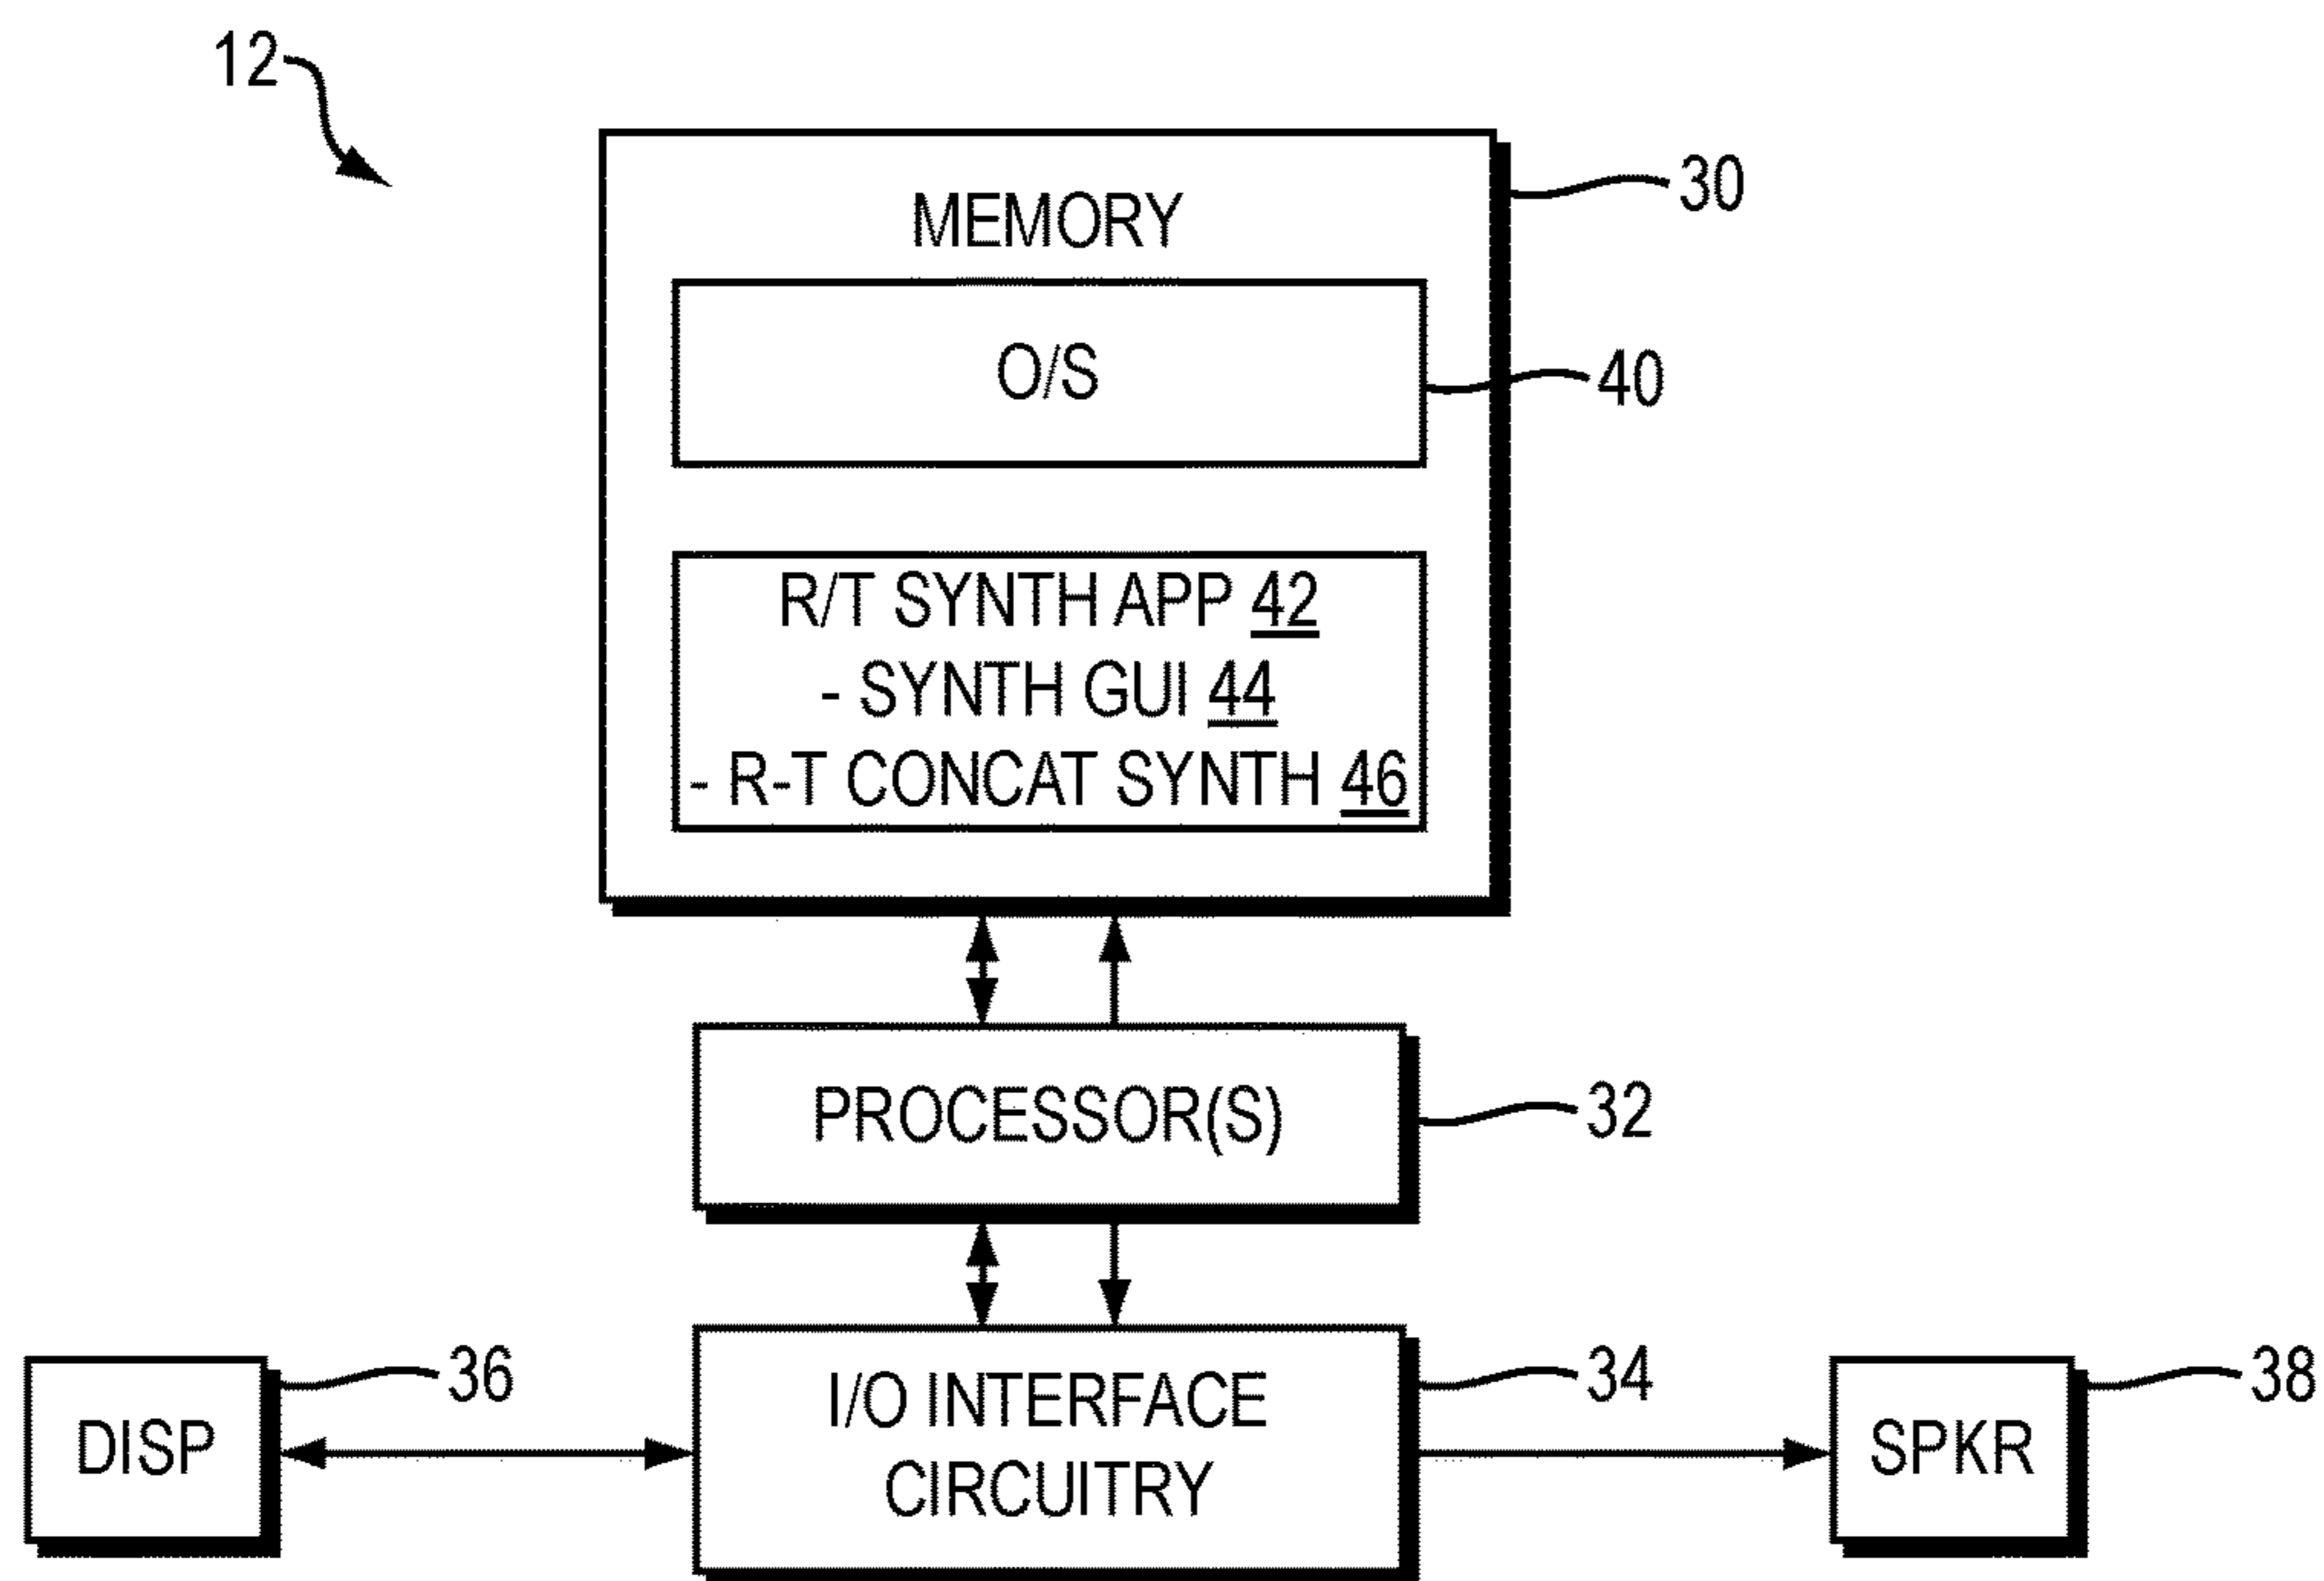 12
MEMORY
30
O/S
40
R/T SYNTH APP 42
- SYNTH GUI 44
- R-T CONCAT SYNTH 46
PROCESSOR(S)
32
DISP
36
I/O INTERFACE
CIRCUITRY
34
SPKR
38